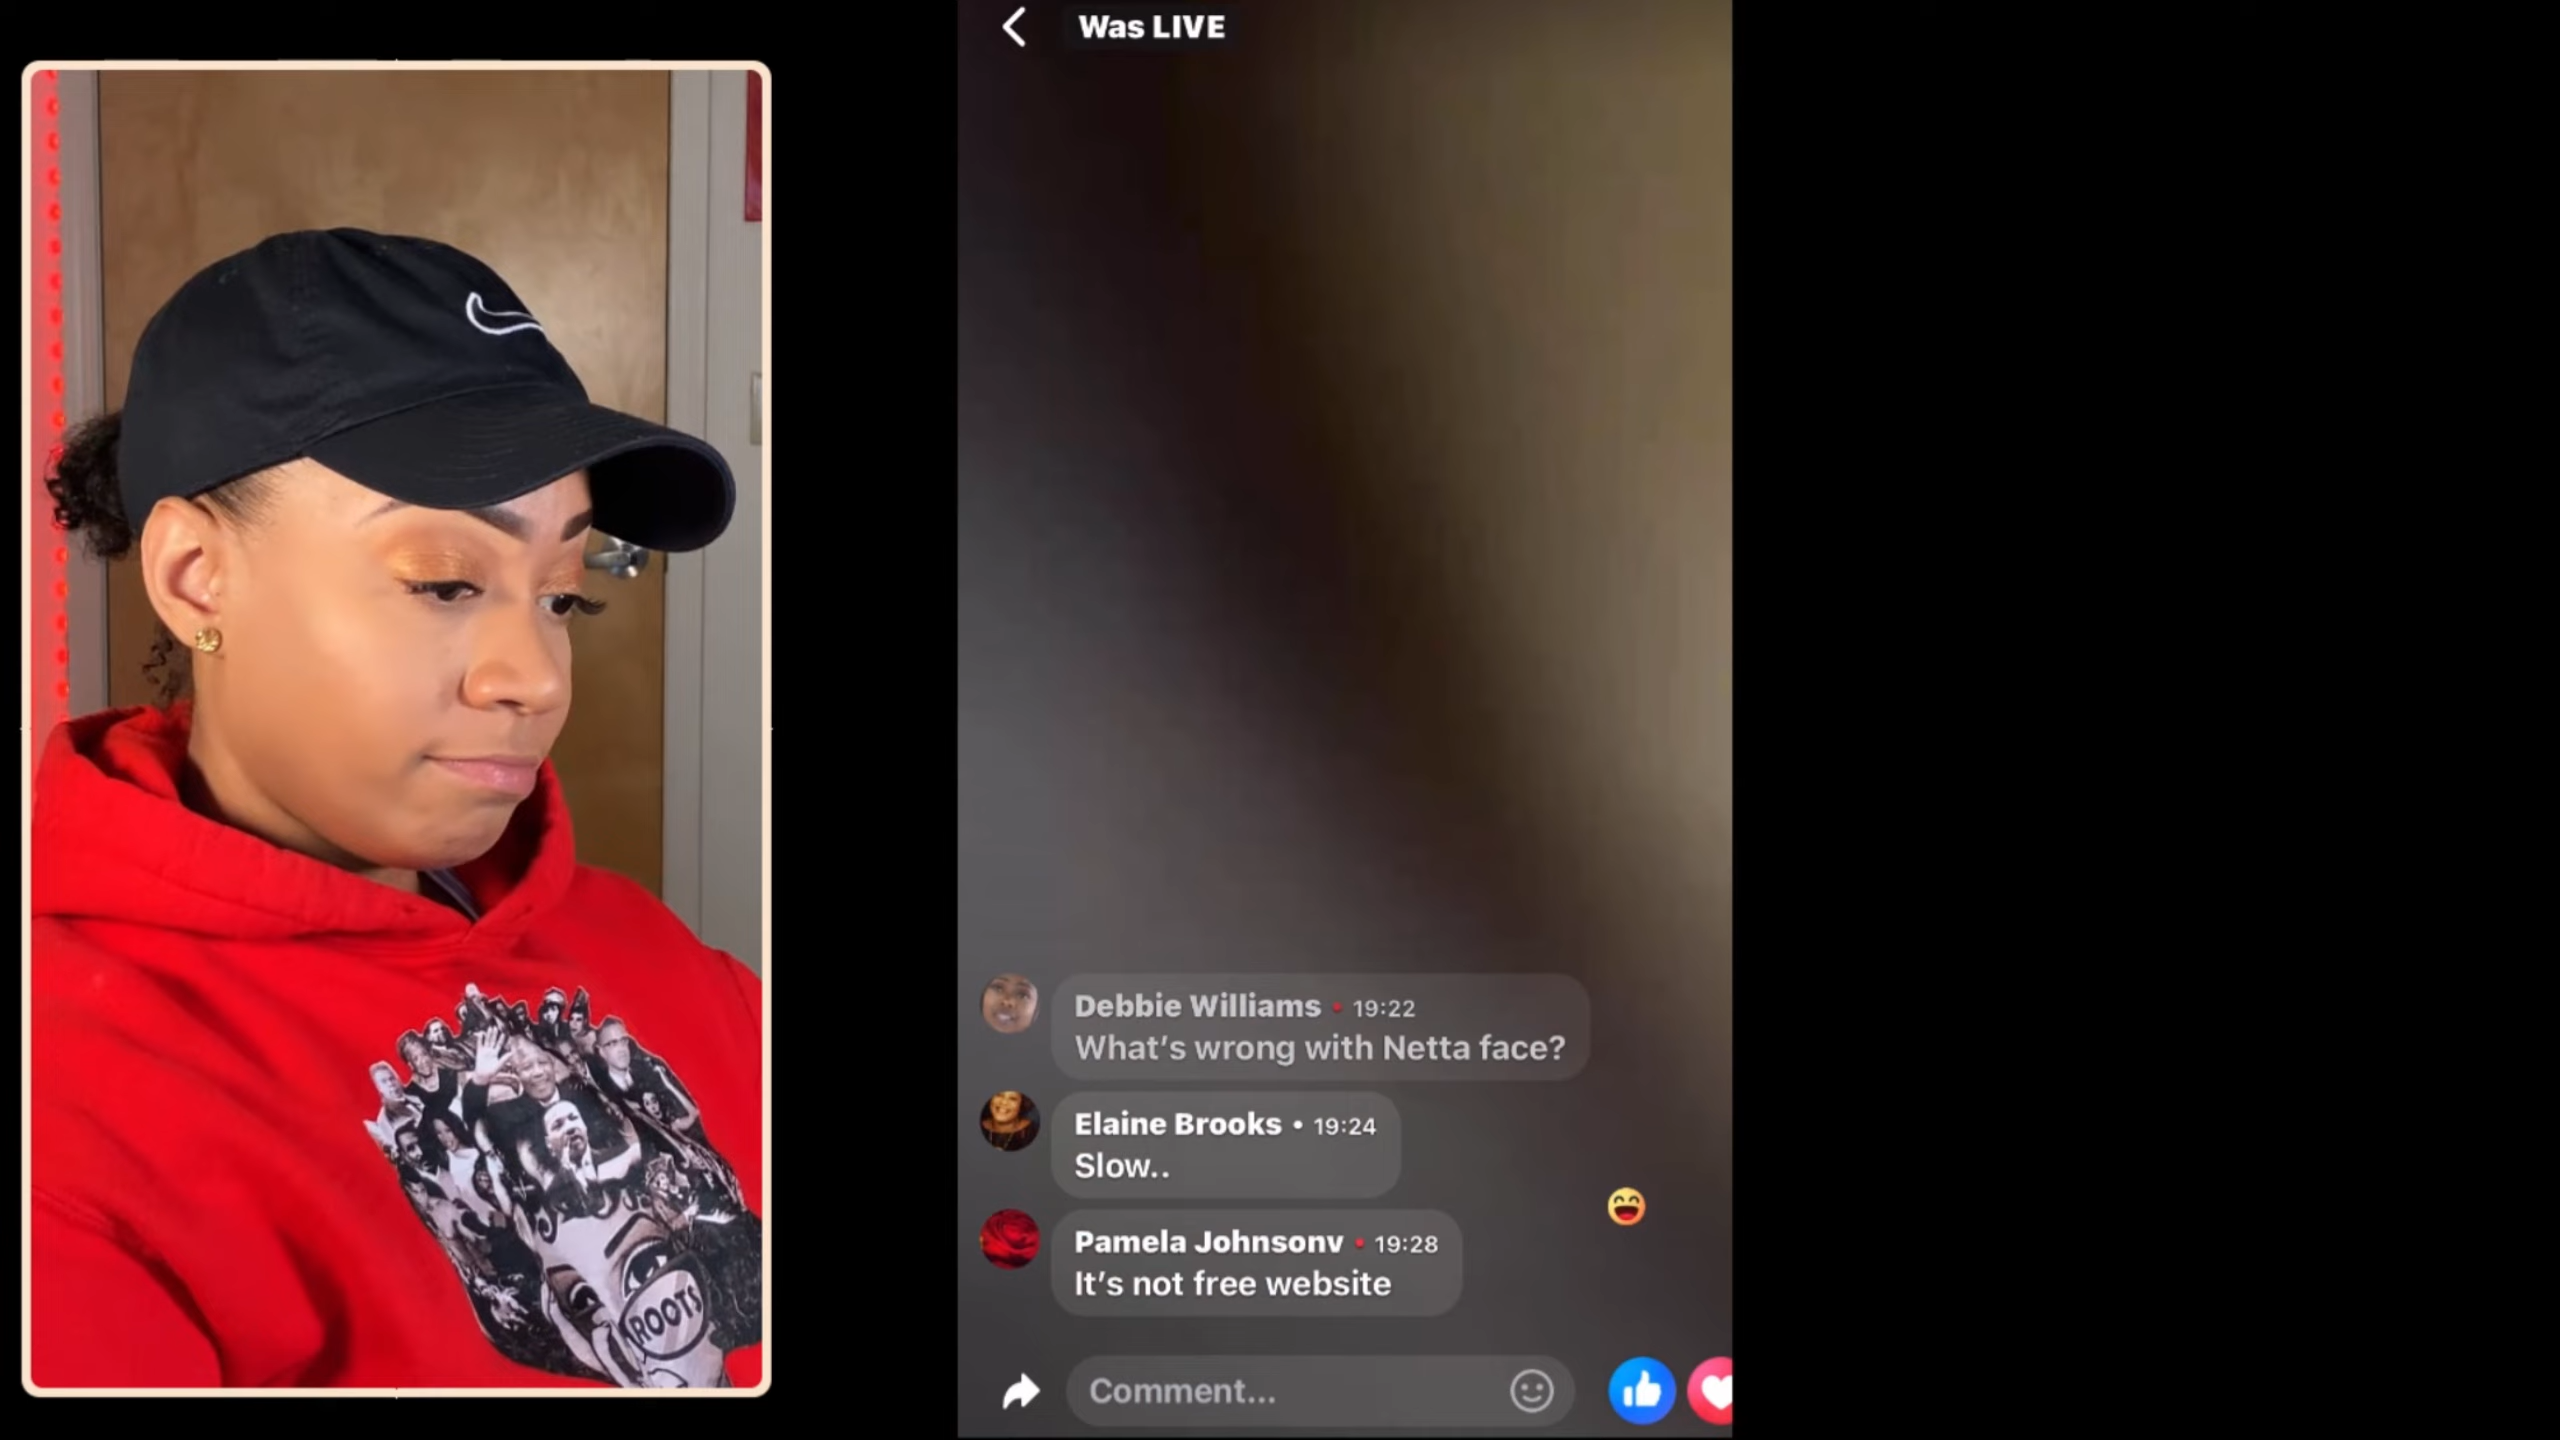 Was LIVE
Debbie Williams • 19:22
What's wrong with Netta face?
Elaine Brooks • 19:24
Slow..
Pamela Johnsonv • 19:28
It's not free website
Comment...
ROOTS